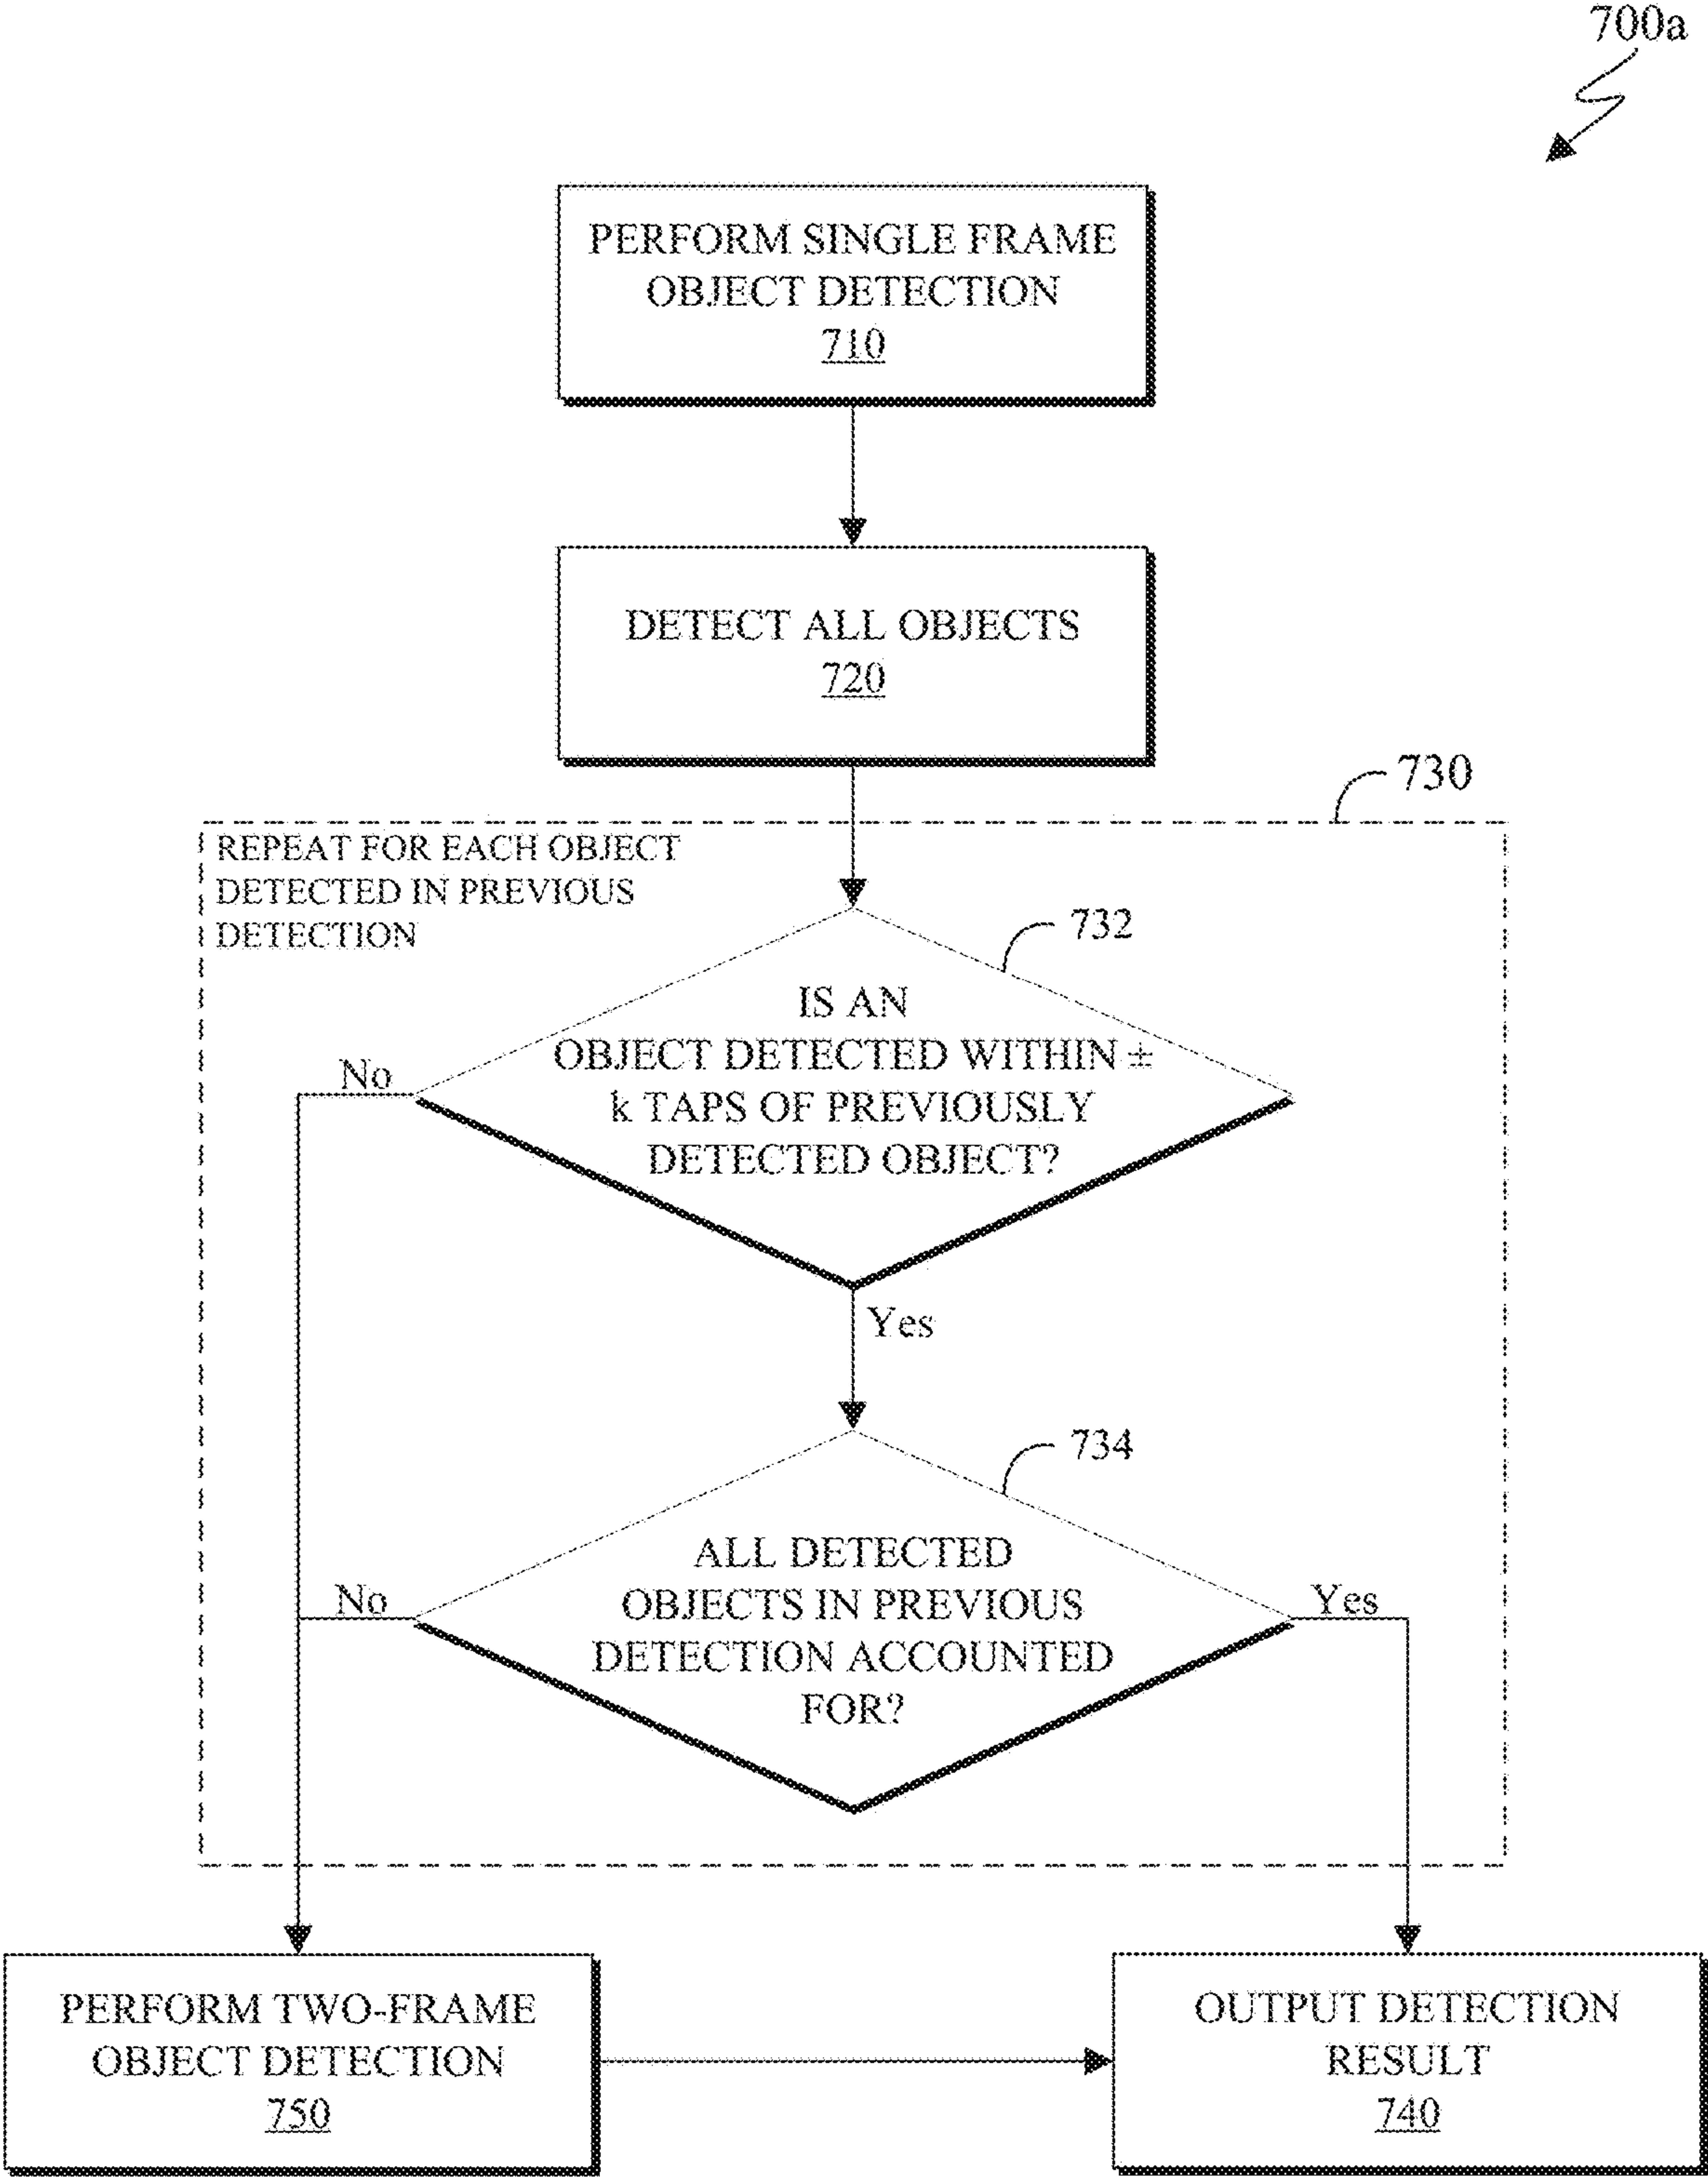 700a
PERFORM SINGLE FRAME
OBJECT DETECTION
710
DETECT ALL OBJECTS
720
730
REPEAT FOR EACH OBJECT
DETECTED IN PREVIOUS
DETECTION
732
IS AN
OBJECT DETECTED WITHIN ±
k TAPS OF PREVIOUSLY
DETECTED OBJECT?
No
Yes
734
ALL DETECTED
OBJECTS IN PREVIOUS
DETECTION ACCOUNTED
FOR?
No
Yes
PERFORM TWO-FRAME
OBJECT DETECTION
750
OUTPUT DETECTION
RESULT
740